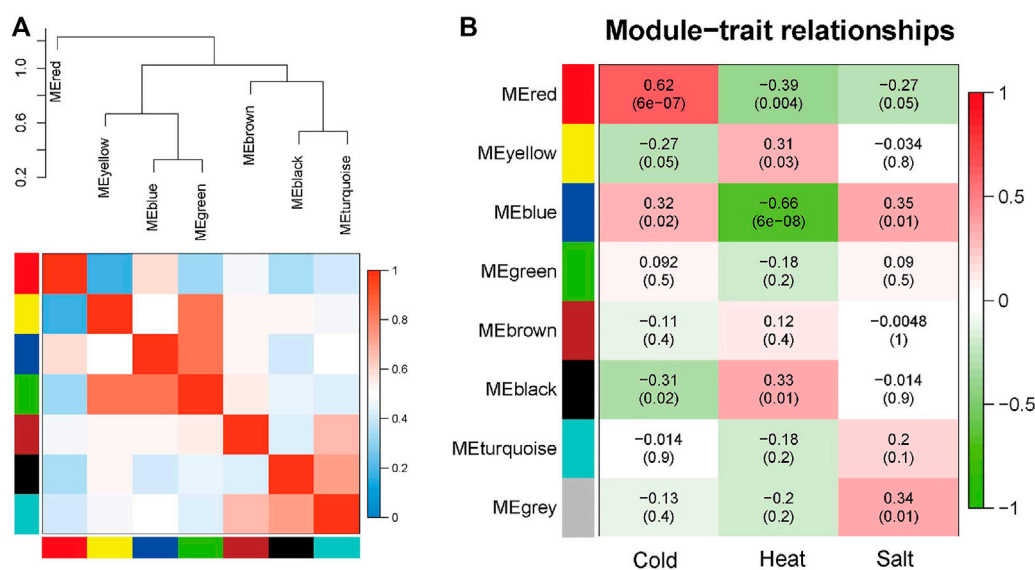 A
1.0
0.6
0.2
MEred
MEyellow
MEblue
MEgreen
MEbrown
MEblack
MEturquoise
1
0.8
0.6
0.4
0.2
0
B
Module−trait relationships
MEred
0.62
(6e−07)
−0.39
(0.004)
−0.27
(0.05)
MEyellow
−0.27
(0.05)
0.31
(0.03)
−0.034
(0.8)
MEblue
0.32
(0.02)
−0.66
(6e−08)
0.35
(0.01)
MEgreen
0.092
(0.5)
−0.18
(0.2)
0.09
(0.5)
MEbrown
−0.11
(0.4)
0.12
(0.4)
−0.0048
(1)
MEblack
−0.31
(0.02)
0.33
(0.01)
−0.014
(0.9)
MEturquoise
−0.014
(0.9)
−0.18
(0.2)
0.2
(0.1)
MEgrey
−0.13
(0.4)
−0.2
(0.2)
0.34
(0.01)
Cold
Heat
Salt
1
0.5
0
−0.5
−1